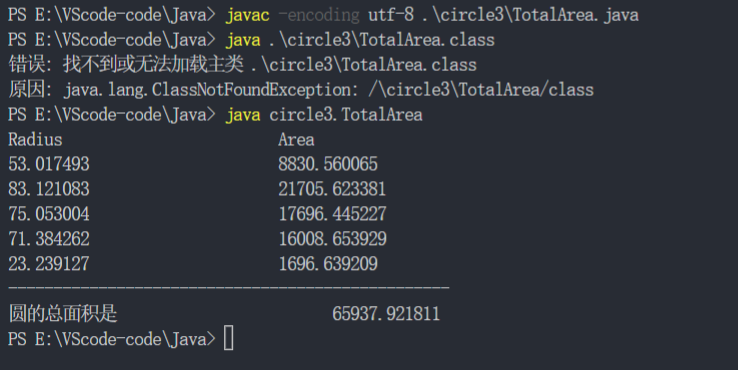 PS E:\VScode-code\Java> javac -encoding utf-8 .\circle3\TotalArea.java
PS E:\VScode-code\Java> java .\circle3\TotalArea.class
错误: 找不到或无法加载主类 .\circle3\TotalArea.class
原因: java.lang.ClassNotFoundException: /\circle3\TotalArea/class
PS E:\VScode-code\Java> java circle3.TotalArea
Radius Area
53.017493 8830.560065
83.121083 21705.623381
75.053004 17696.445227
71.384262 16008.653929
23.239127 1696.639209
-------------------------------------------------
圆的总面积是 65937.921811
PS E:\VScode-code\Java>